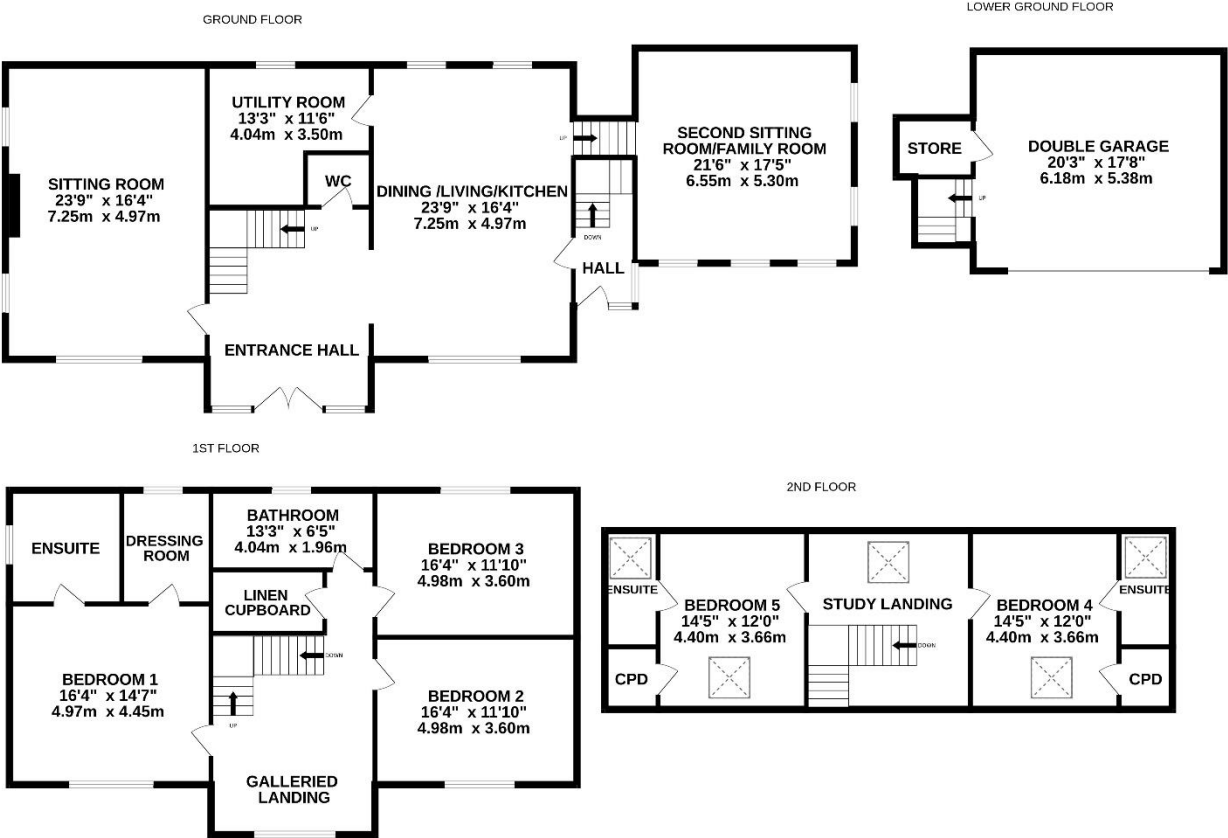 GROUND FLOOR
UTILITY ROOM
13'3" x 11'6"
4.04m x 3.50m
WC
SITTING ROOM
23'9" x 16'4"
7.25m x 4.97m
DINING /LIVING/KITCHEN
23'9" x 16'4"
7.25m x 4.97m
UP
UP
SECOND SITTING
ROOM/FAMILY ROOM
21'6" x 17'5"
6.55m x 5.30m
DOWN
HALL
ENTRANCE HALL
LOWER GROUND FLOOR
STORE
DOUBLE GARAGE
20'3" x 17'8"
6.18m x 5.38m
UP
1ST FLOOR
ENSUITE
DRESSING
ROOM
BATHROOM
13'3" x 6'5"
4.04m x 1.96m
LINEN
CUPBOARD
BEDROOM 3
16'4" x 11'10"
4.98m x 3.60m
DOWN
BEDROOM 1
16'4" x 14'7"
4.97m x 4.45m
UP
BEDROOM 2
16'4" x 11'10"
4.98m x 3.60m
GALLERIED
LANDING
2ND FLOOR
ENSUITE
BEDROOM 5
14'5" x 12'0"
4.40m x 3.66m
CPD
STUDY LANDING
DOWN
BEDROOM 4
14'5" x 12'0"
4.40m x 3.66m
ENSUITE
CPD